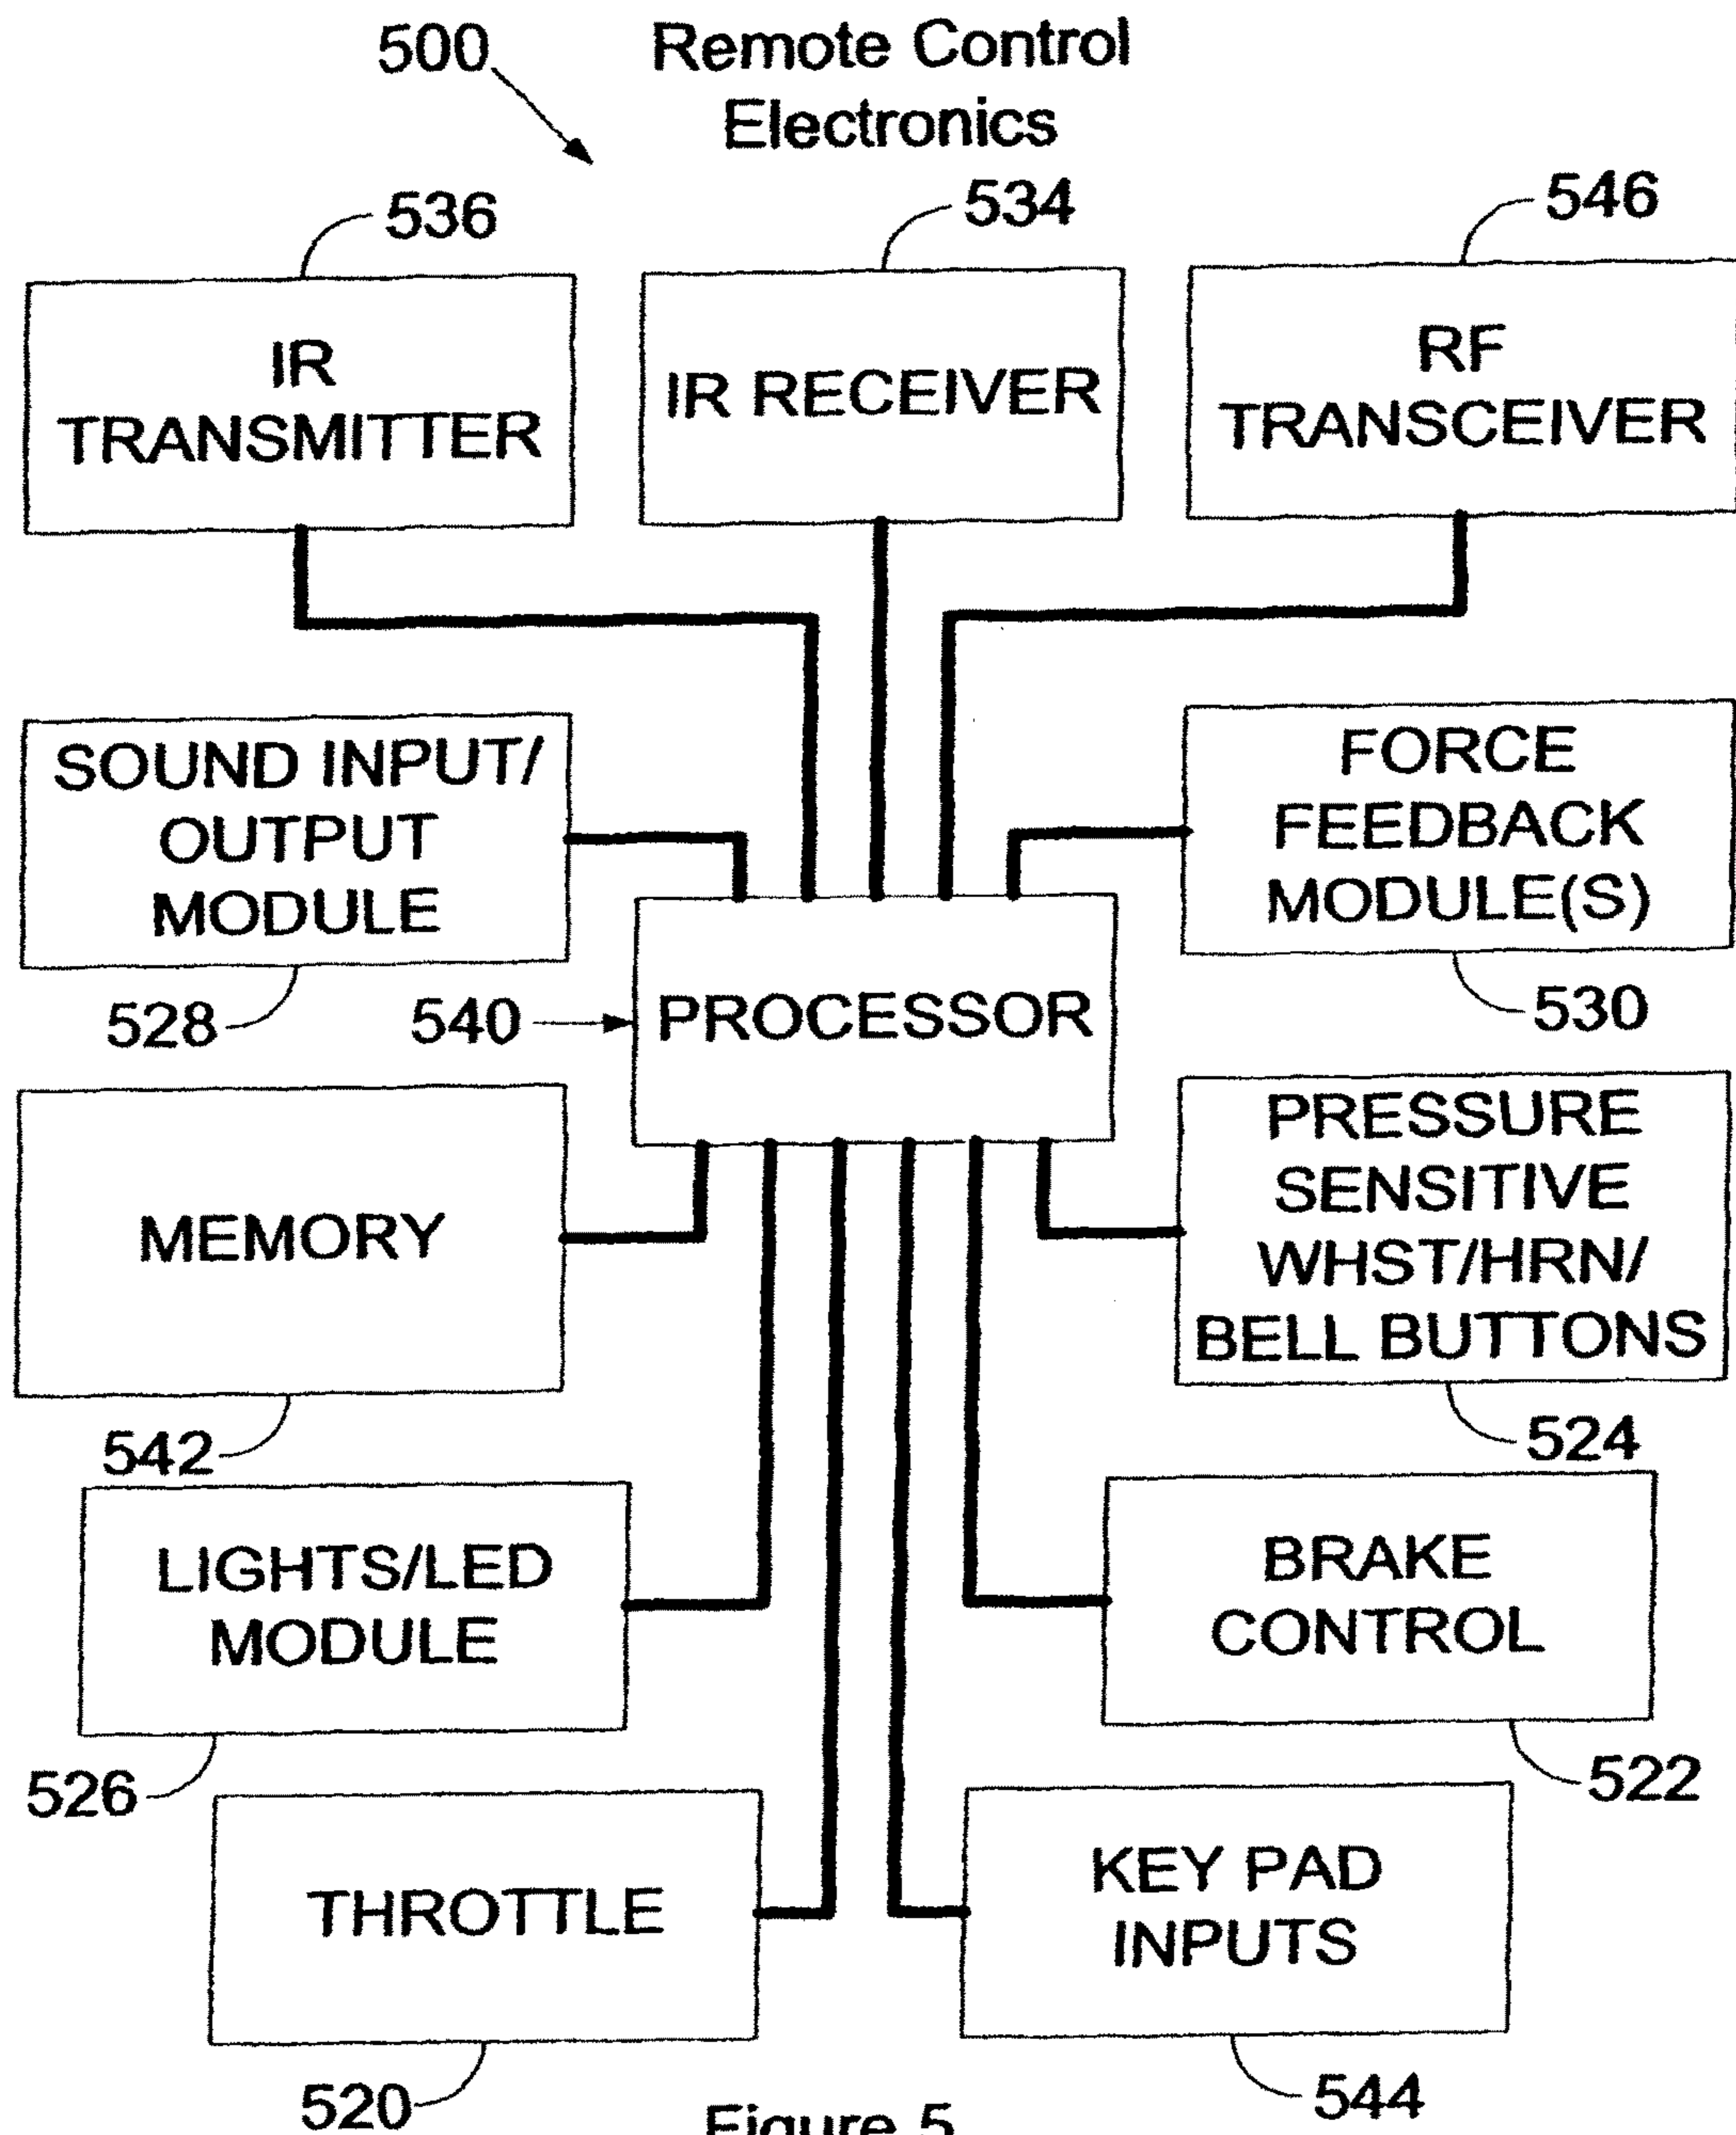 500
Remote Control
Electronics
536
534
546
IR
TRANSMITTER
IR RECEIVER
RF
TRANSCEIVER
SOUND INPUT/
OUTPUT
MODULE
528
FORCE
FEEDBACK
MODULE(S)
530
540
PROCESSOR
MEMORY
542
PRESSURE
SENSITIVE
WHST/HRN/
BELL BUTTONS
524
LIGHTS/LED
MODULE
526
BRAKE
CONTROL
522
THROTTLE
520
KEY PAD
INPUTS
544
Figure 5